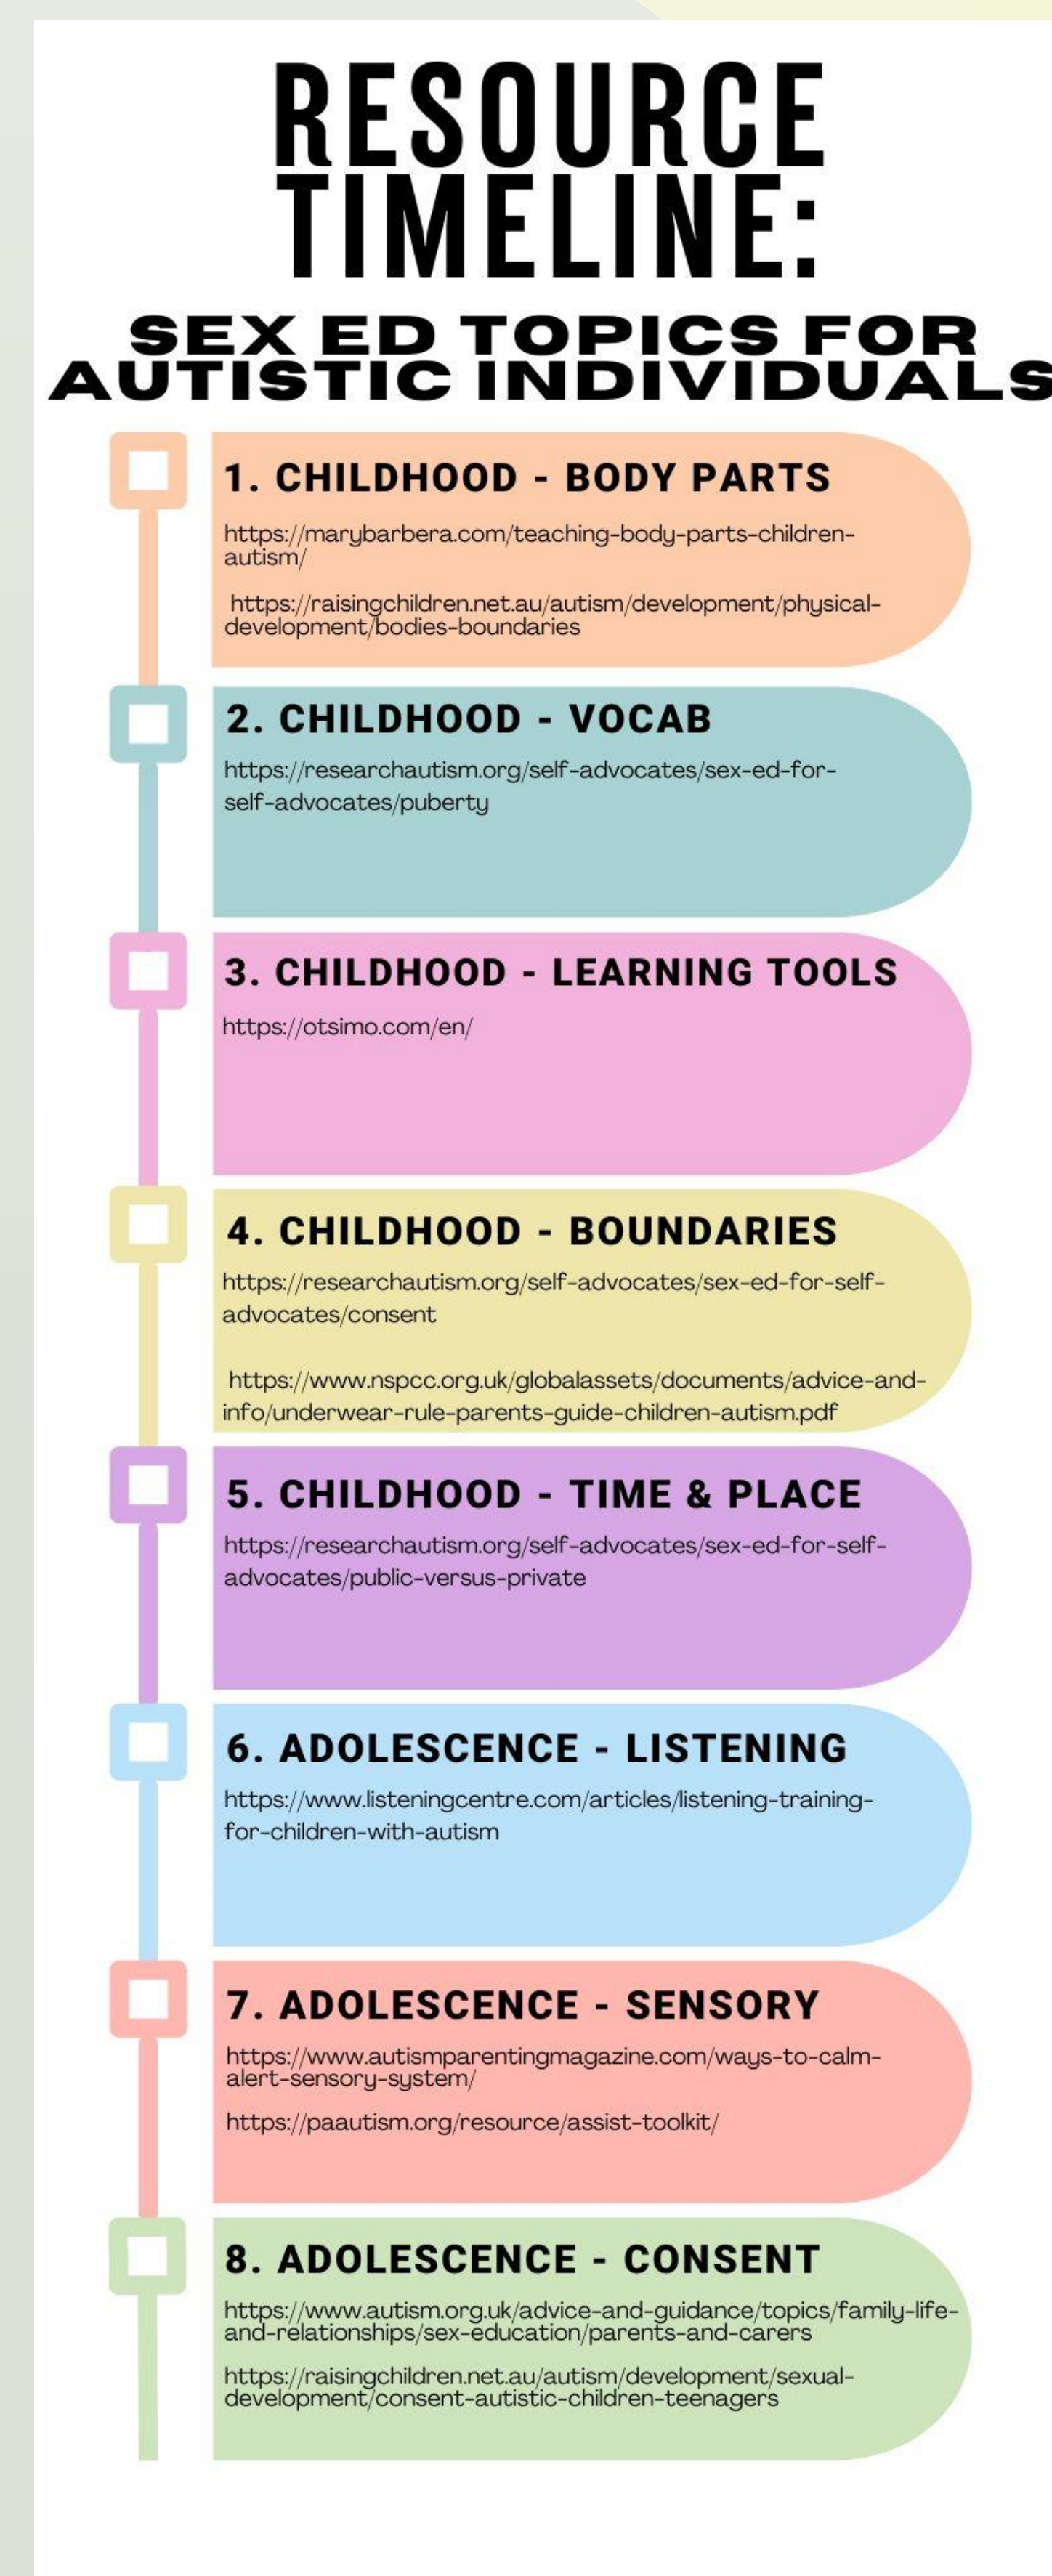 RESOURCE
TIMELINE:
SEX ED TOPICS FOR
AUTISTIC INDIVIDUALS
1. CHILDHOOD - BODY PARTS
https://marybarbera.com/teaching-body-parts-children-
autism/
https://raisingchildren.net.au/autism/development/physical-
development/bodies-boundaries
2. CHILDHOOD - VOCAB
https://researchautism.org/self-advocates/sex-ed-for-
self-advocates/puberty
3. CHILDHOOD - LEARNING TOOLS
https://otsimo.com/en/
4. CHILDHOOD - BOUNDARIES
https://researchautism.org/self-advocates/sex-ed-for-self-
advocates/consent
https://www.nspcc.org.uk/globalassets/documents/advice-and-
info/underwear-rule-parents-guide-children-autism.pdf
5. CHILDHOOD - TIME & PLACE
https://researchautism.org/self-advocates/sex-ed-for-self-
advocates/public-versus-private
6. ADOLESCENCE - LISTENING
https://www.listeningcentre.com/articles/listening-training-
for-children-with-autism
7. ADOLESCENCE - SENSORY
https://www.autismparentingmagazine.com/ways-to-calm-
alert-sensory-system/
https://paautism.org/resource/assist-toolkit/
8. ADOLESCENCE - CONSENT
https://www.autism.org.uk/advice-and-guidance/topics/family-life-
and-relationships/sex-education/parents-and-carers
https://raisingchildren.net.au/autism/development/sexual-
development/consent-autistic-children-teenagers